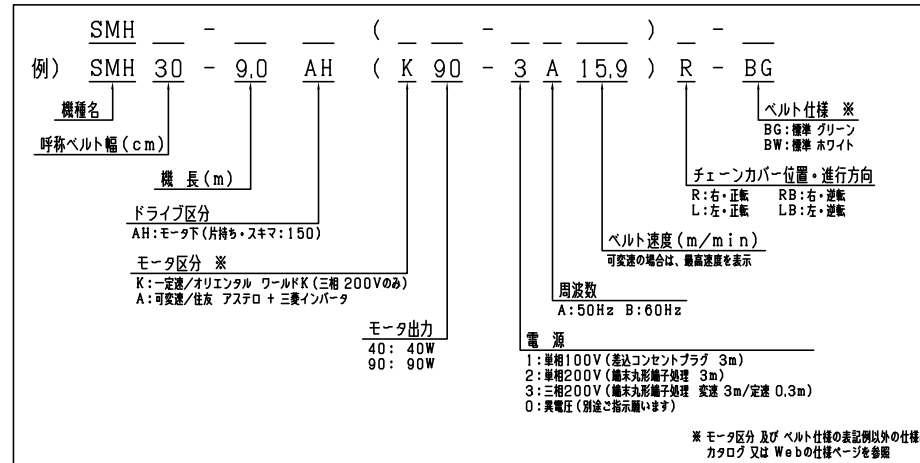 SMH - ( - ) -
例) SMH 30 - 9.0 AH ( K 90 - 3 A 15.9 ) R - BG
機種名
ベルト仕様 ※
BG:標準 グリーン
BW:標準 ホワイト
呼称ベルト幅(cm)
機 長(m)
チェーンカバー位置・進行方向
R:右・正転 RB:右・逆転
L:左・正転 LB:左・逆転
ドライブ区分
AH:モータ下(片持ち・スキマ:150)
ベルト速度(m/min)
可変速の場合は、最高速度を表示
モータ区分 ※
K:一定速/オリエンタル ワールドK(三相 200Vのみ)
A:可変速/住友 アステロ + 三菱インバータ
周波数
A:50Hz B:60Hz
モータ出力
40: 40W
90: 90W
電 源
1:単相100V(差込コンセントプラグ 3m)
2:単相200V(端末丸形端子処理 3m)
3:三相200V(端末丸形端子処理 変速 3m/定速 0.3m)
0:異電圧(別途ご指示願います)
※ モータ区分 及び ベルト仕様の表記例以外の仕様
カタログ 又は Webの仕様ページを参照